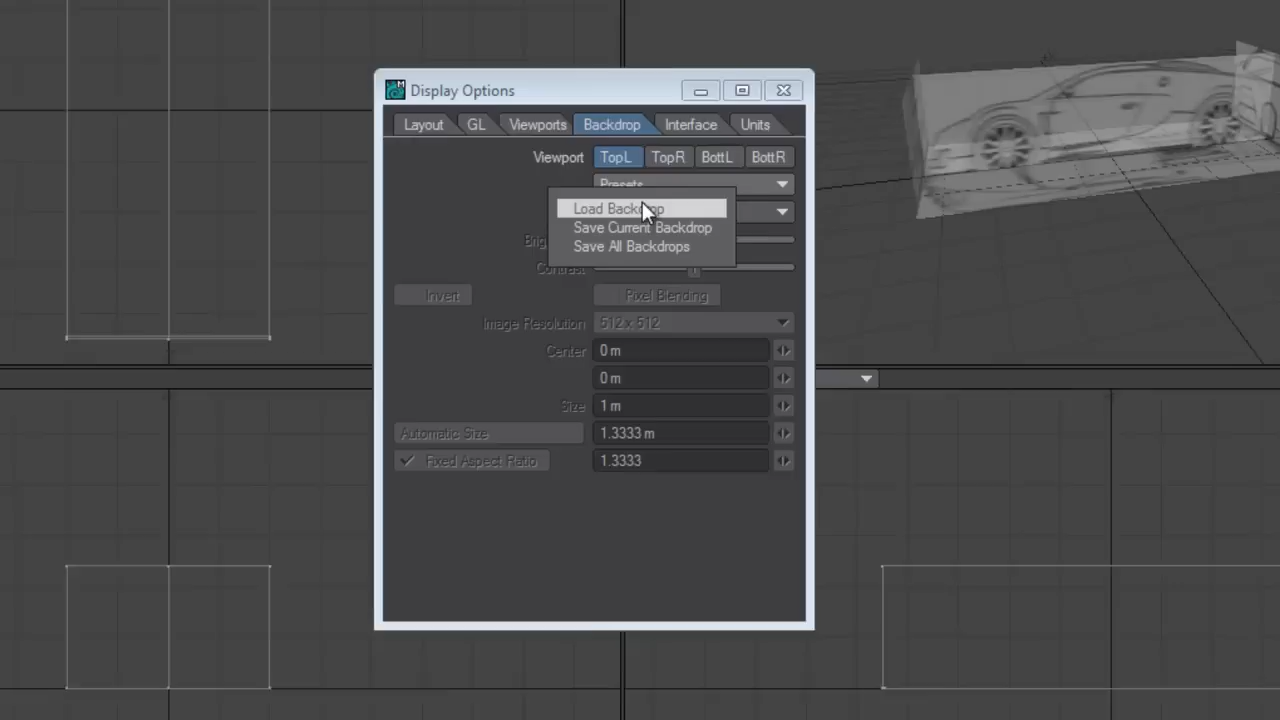 Display Options
Layout GL Viewports Backdrop Interface Units
Viewport TopL TopR BottL BottR
Presets
Load Backdrop
Save Current Backdrop
Save All Backdrops
Contrast
Invert Pixel Blending
Image Resolution 512 x 512
Center 0 m
0 m
Size 1 m
Automatic Size 1.3333 m
Fixed Aspect Ratio 1.3333